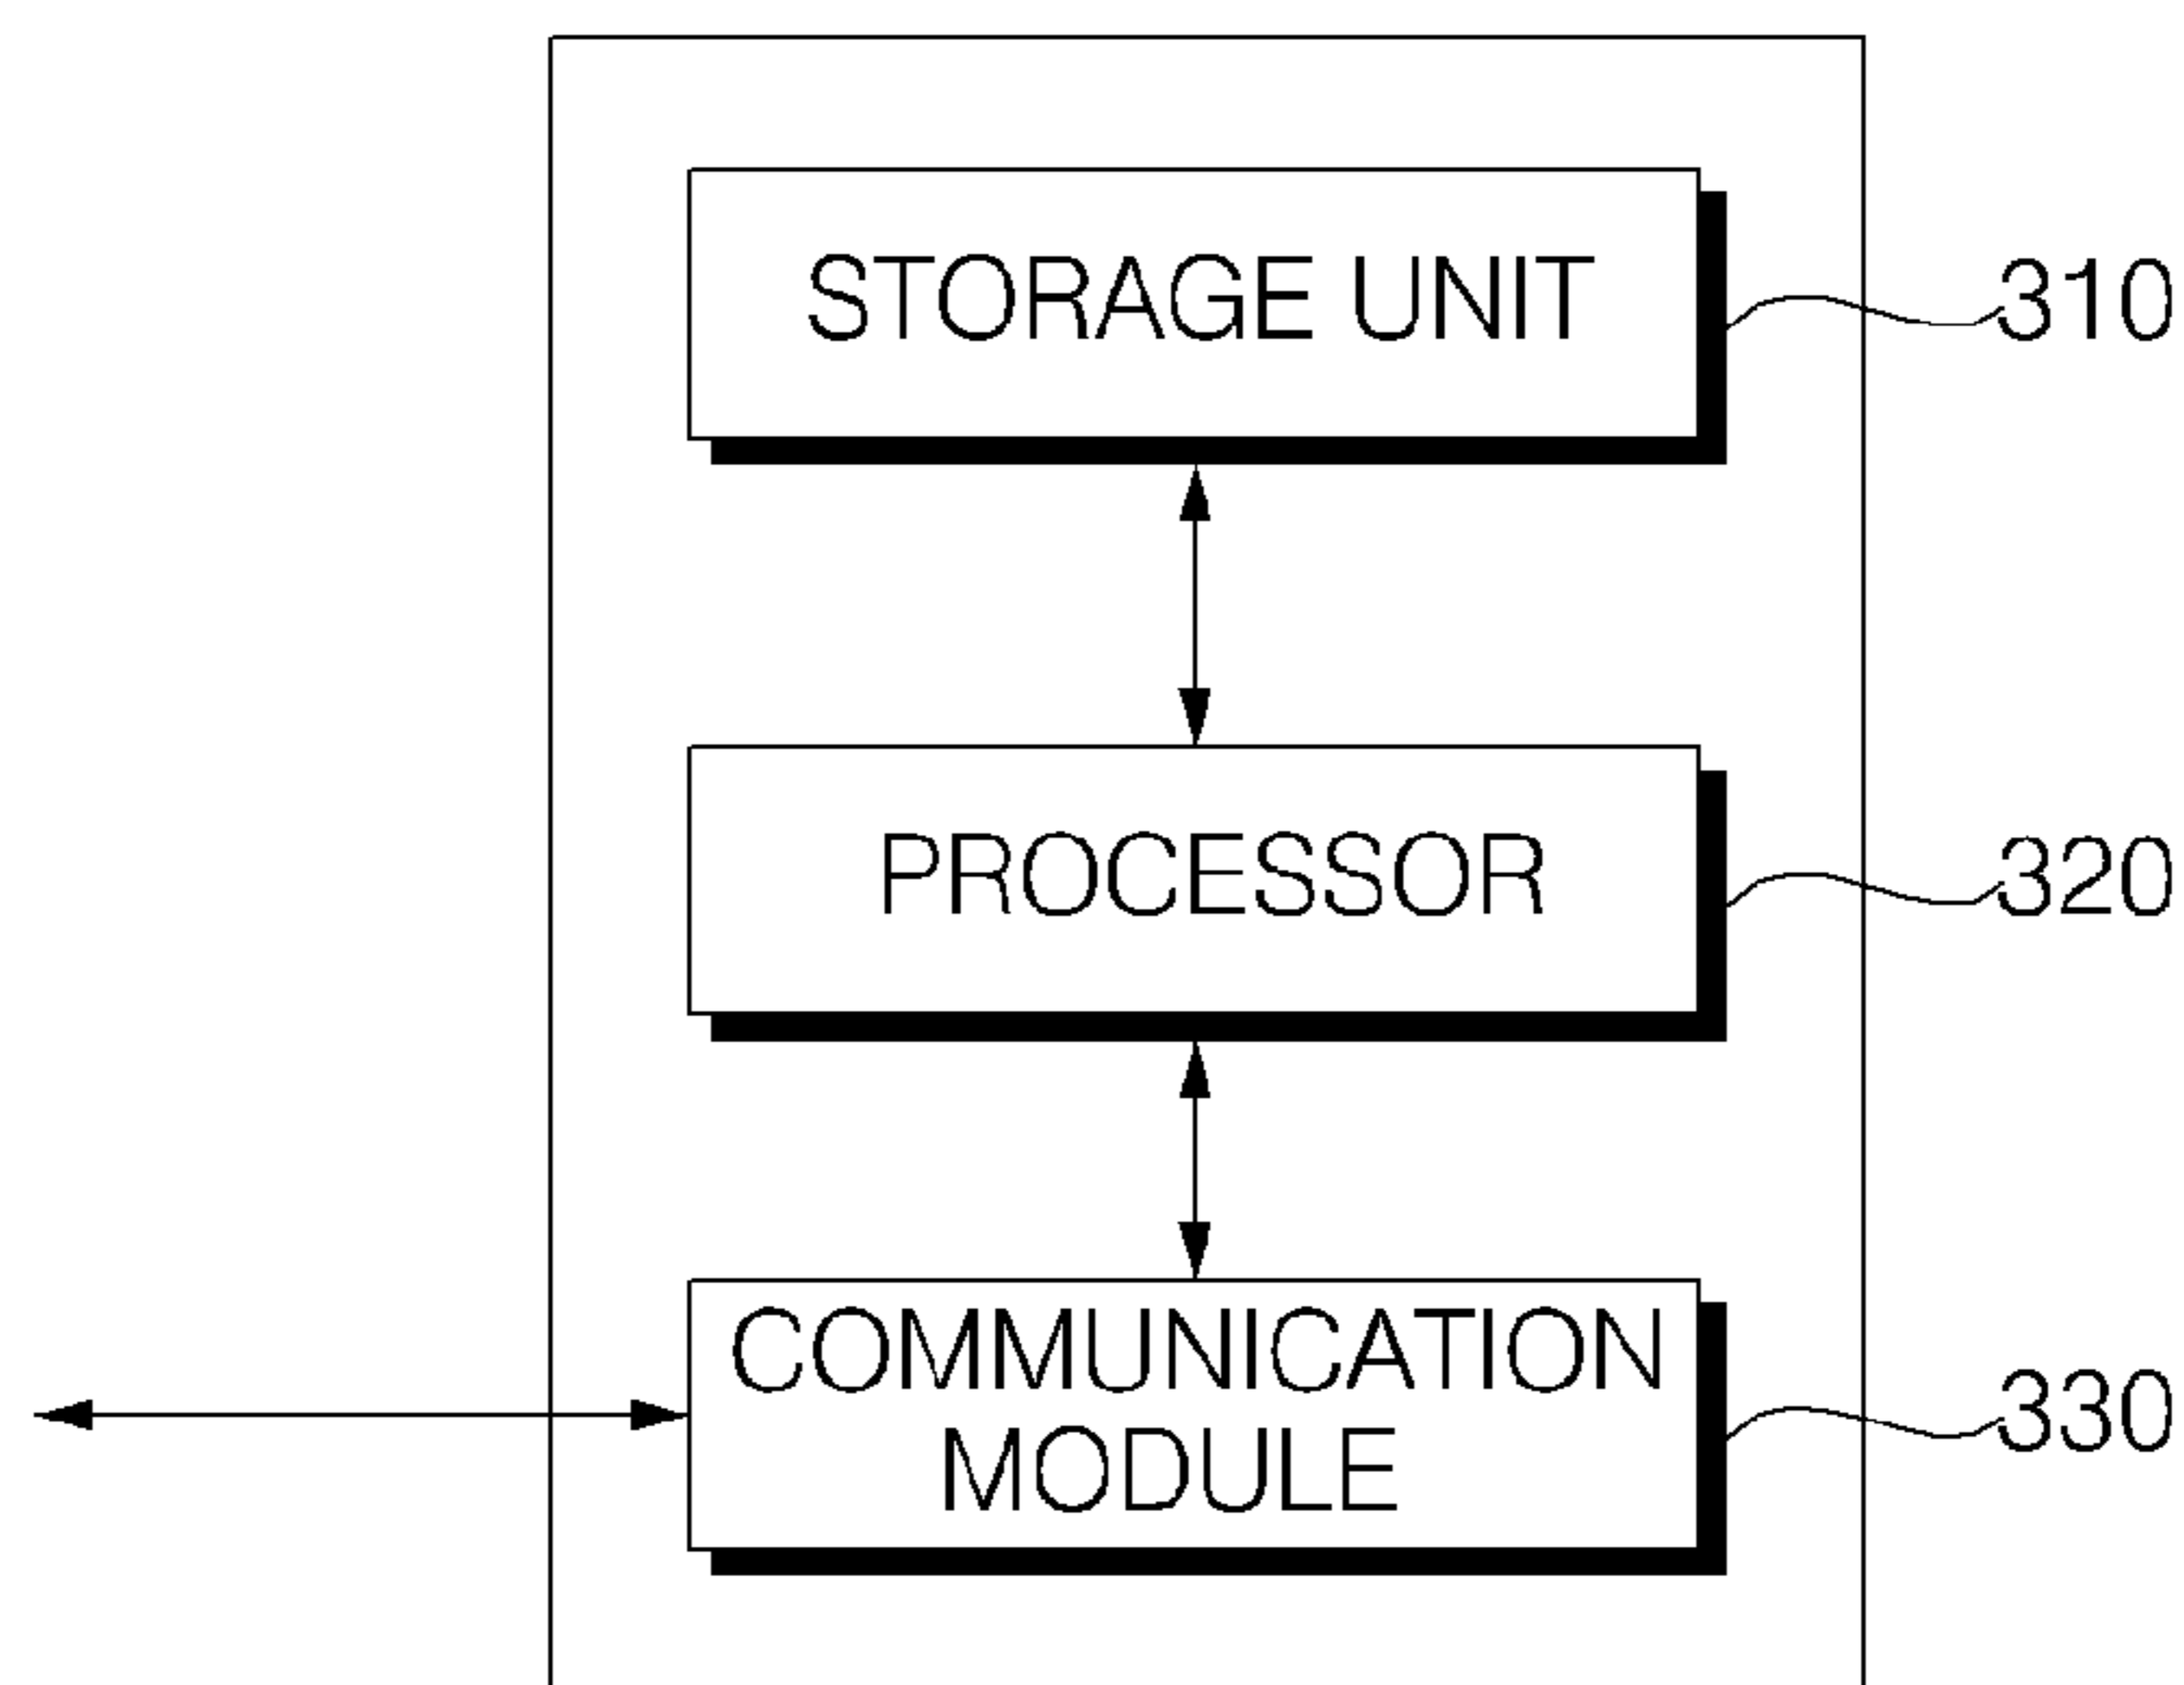 STORAGE UNIT
310
PROCESSOR
320
COMMUNICATION
MODULE
330